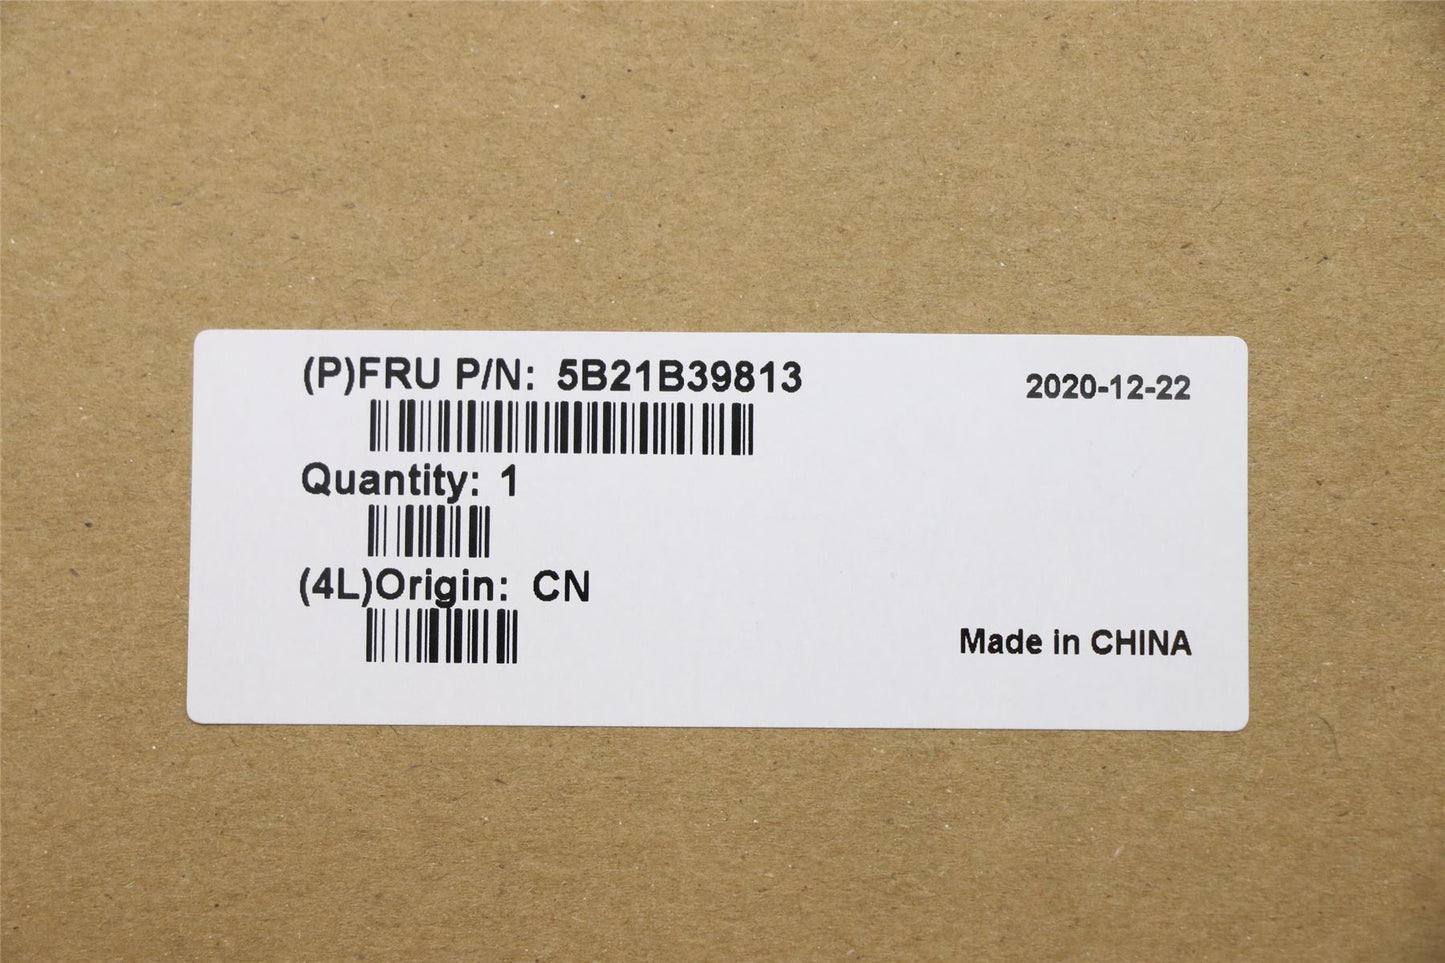 (P)FRU P/N: 5B21B39813
2020-12-22
Quantity: 1
(4L)Origin: CN
Made in CHINA